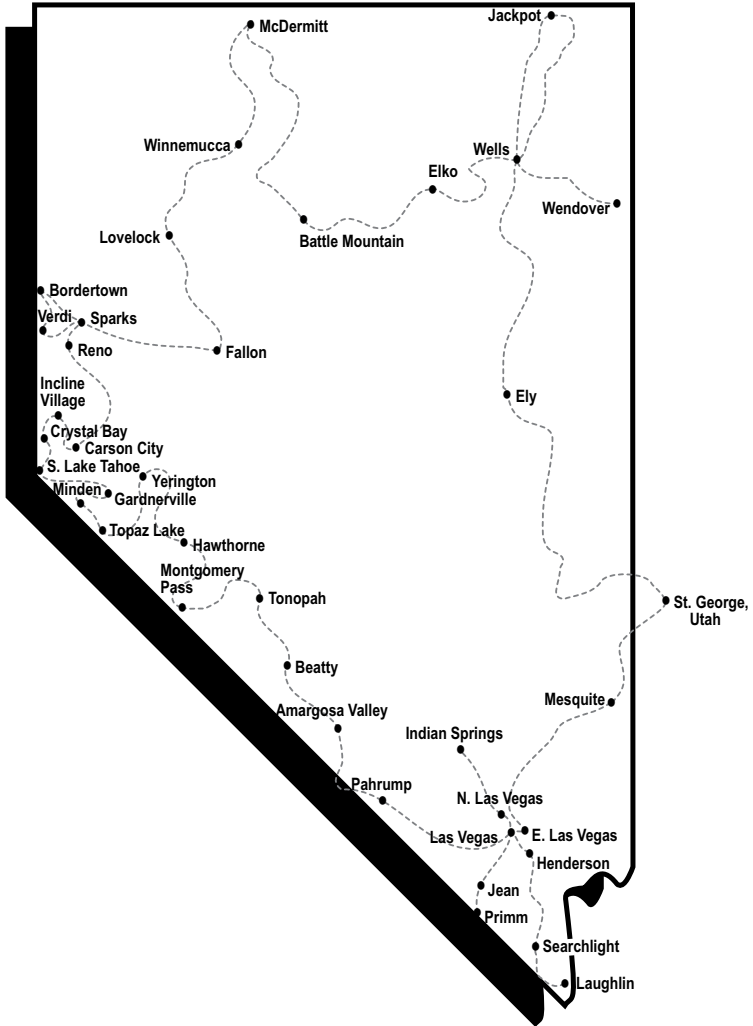 Jackpot
McDermitt
Winnemucca
Wells
Elko
Wendover
Lovelock
Battle Mountain
Bordertown
Verdi
Sparks
Reno
Fallon
Incline
Village
Ely
Crystal Bay
Carson City
S. Lake Tahoe
Yerington
Minden
Gardnerville
Topaz Lake
Hawthorne
Montgomery
Pass
Tonopah
St. George,
Utah
Beatty
Mesquite
Amargosa Valley
Indian Springs
Pahrump
N. Las Vegas
Las Vegas
E. Las Vegas
Henderson
Jean
Primm
Searchlight
Laughlin